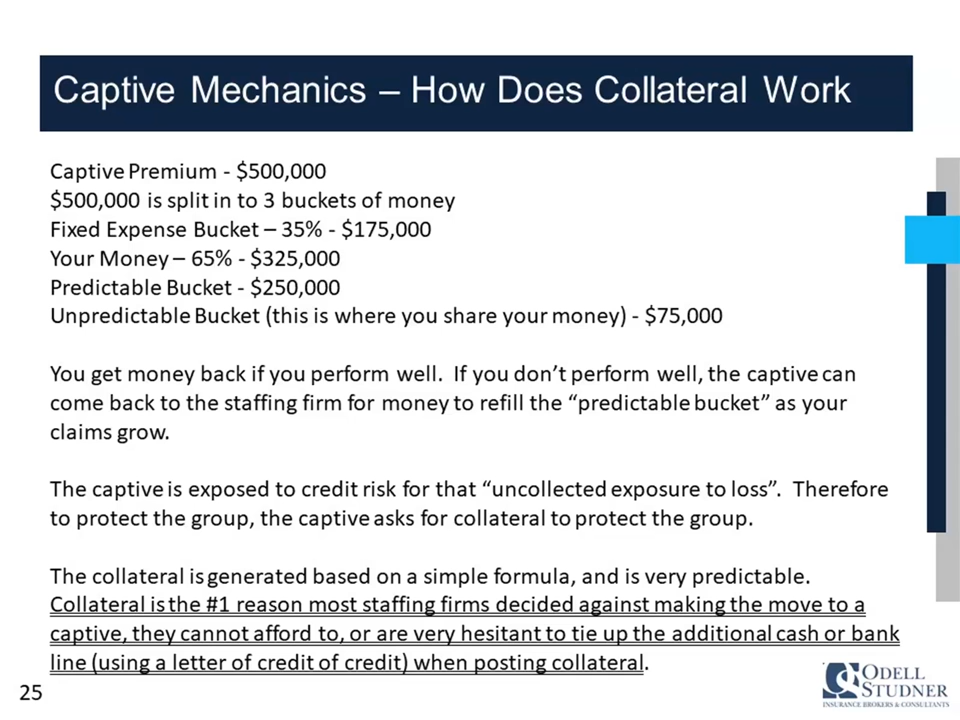 Captive Mechanics – How Does Collateral Work
Captive Premium - $500,000
$500,000 is split in to 3 buckets of money
Fixed Expense Bucket – 35% - $175,000
Your Money – 65% - $325,000
Predictable Bucket - $250,000
Unpredictable Bucket (this is where you share your money) - $75,000
You get money back if you perform well.  If you don’t perform well, the captive can
come back to the staffing firm for money to refill the “predictable bucket” as your
claims grow.
The captive is exposed to credit risk for that “uncollected exposure to loss”.  Therefore
to protect the group, the captive asks for collateral to protect the group.
The collateral is generated based on a simple formula, and is very predictable.
Collateral is the #1 reason most staffing firms decided against making the move to a
captive, they cannot afford to, or are very hesitant to tie up the additional cash or bank
line (using a letter of credit of credit) when posting collateral.
25
ODELL
STUDNER
INSURANCE BROKERS & CONSULTANTS